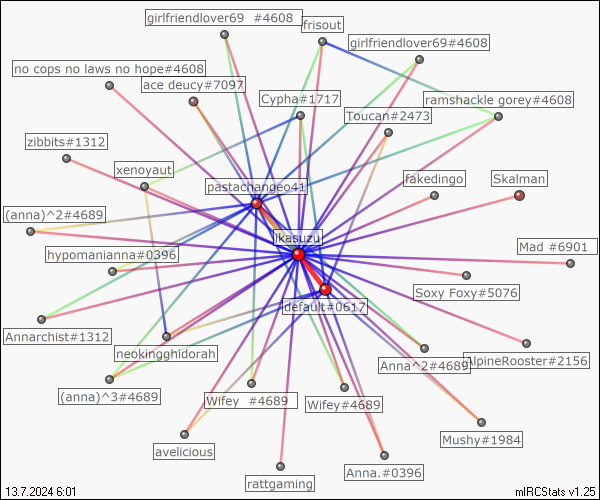 girlfriendlover69 #4608
frisout
girlfriendlover69#4608
no cops no laws no hope#4608
ace deucy#7097
Cypha#1717
ramshackle gorey#4608
Toucan#2473
zibbits#1312
xenoyaut
pastachangeo41
fakedingo
Skalman
(anna)^2#4689
Ikasuzu
Mad #6901
hypomanianna#0396
Soxy Foxy#5076
idefault#0617
Annarchist#1312
neokingghidorah
Anna^2#4689
AlpineRooster#2156
(anna)^3#4689
Wifey #4689
Wifey#4689
Mushy#1984
avelicious
Anna.#0396
rattgaming
13.7.2024 6:01
mIRCStats v1.25